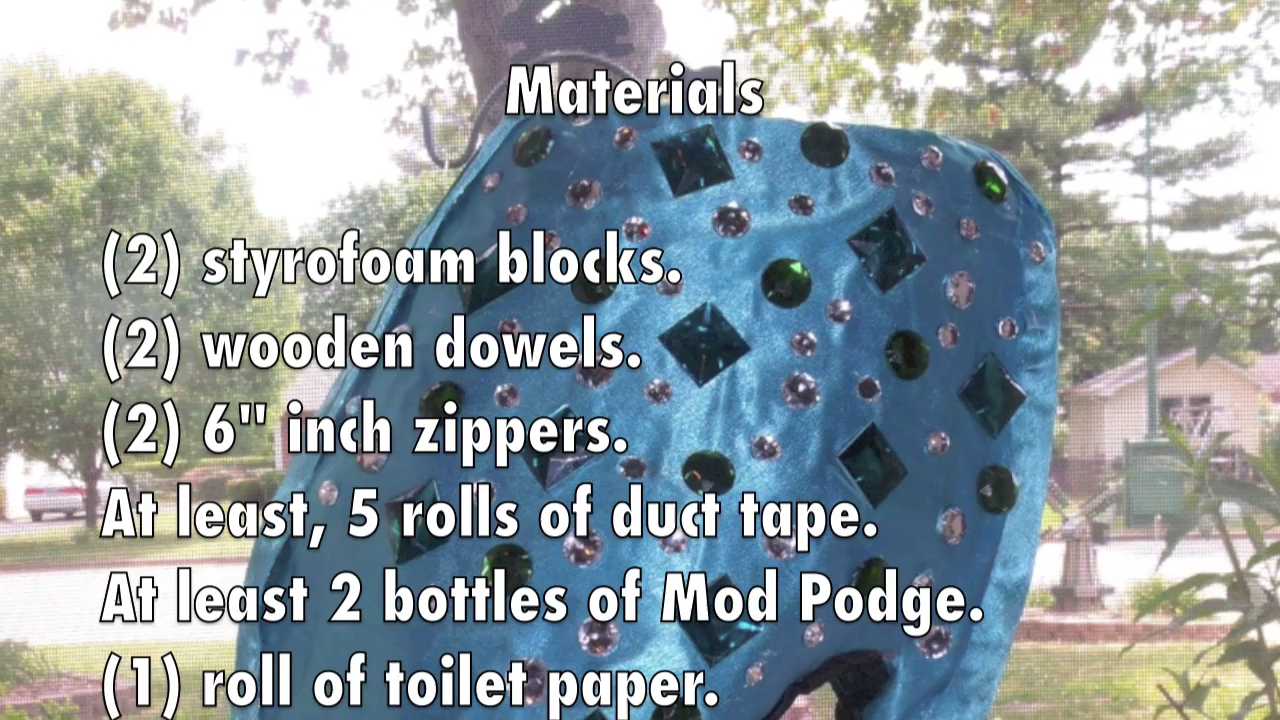 Materials
(2) styrofoam blocks.
(2) wooden dowels.
(2) 6" inch zippers.
At least, 5 rolls of duct tape.
At least 2 bottles of Mod Podge.
(1) roll of toilet paper.